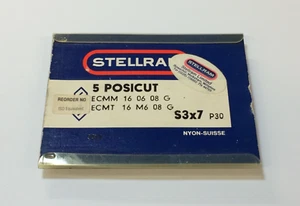 STELLRAM
5 POSICUT
REORDER NO
ECMM 16 06 08 G
ECMT 16 M6 08 G
S3x7 P30
NYON-SUISSE